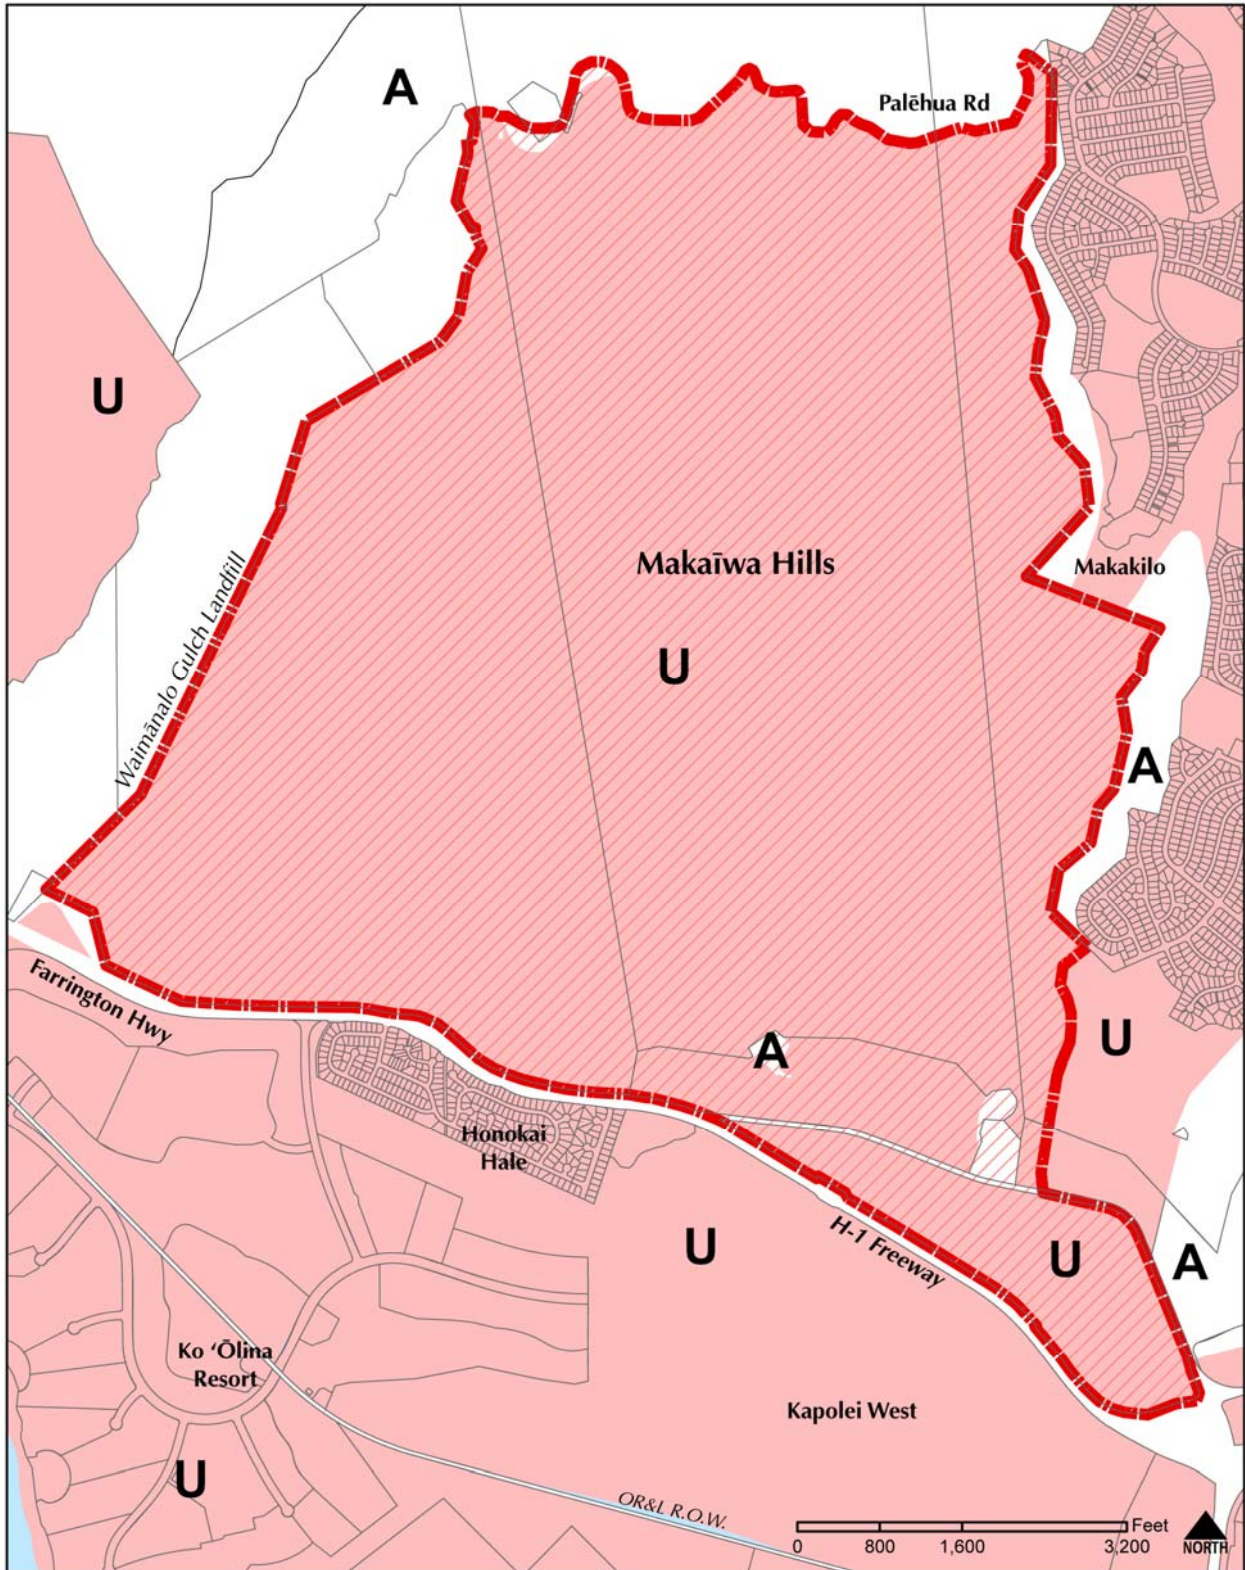 A
Palēhua Rd
U
Makaīwa Hills
Makakilo
U
Waimānalo Gulch Landfill
A
Farrington Hwy
A
U
Honokai
Hale
U
H-1 Freeway
U
A
Ko ‘Ōlina
Resort
Kapolei West
U
OR&L R.O.W.
Feet
0 800 1,600 3,200
NORTH